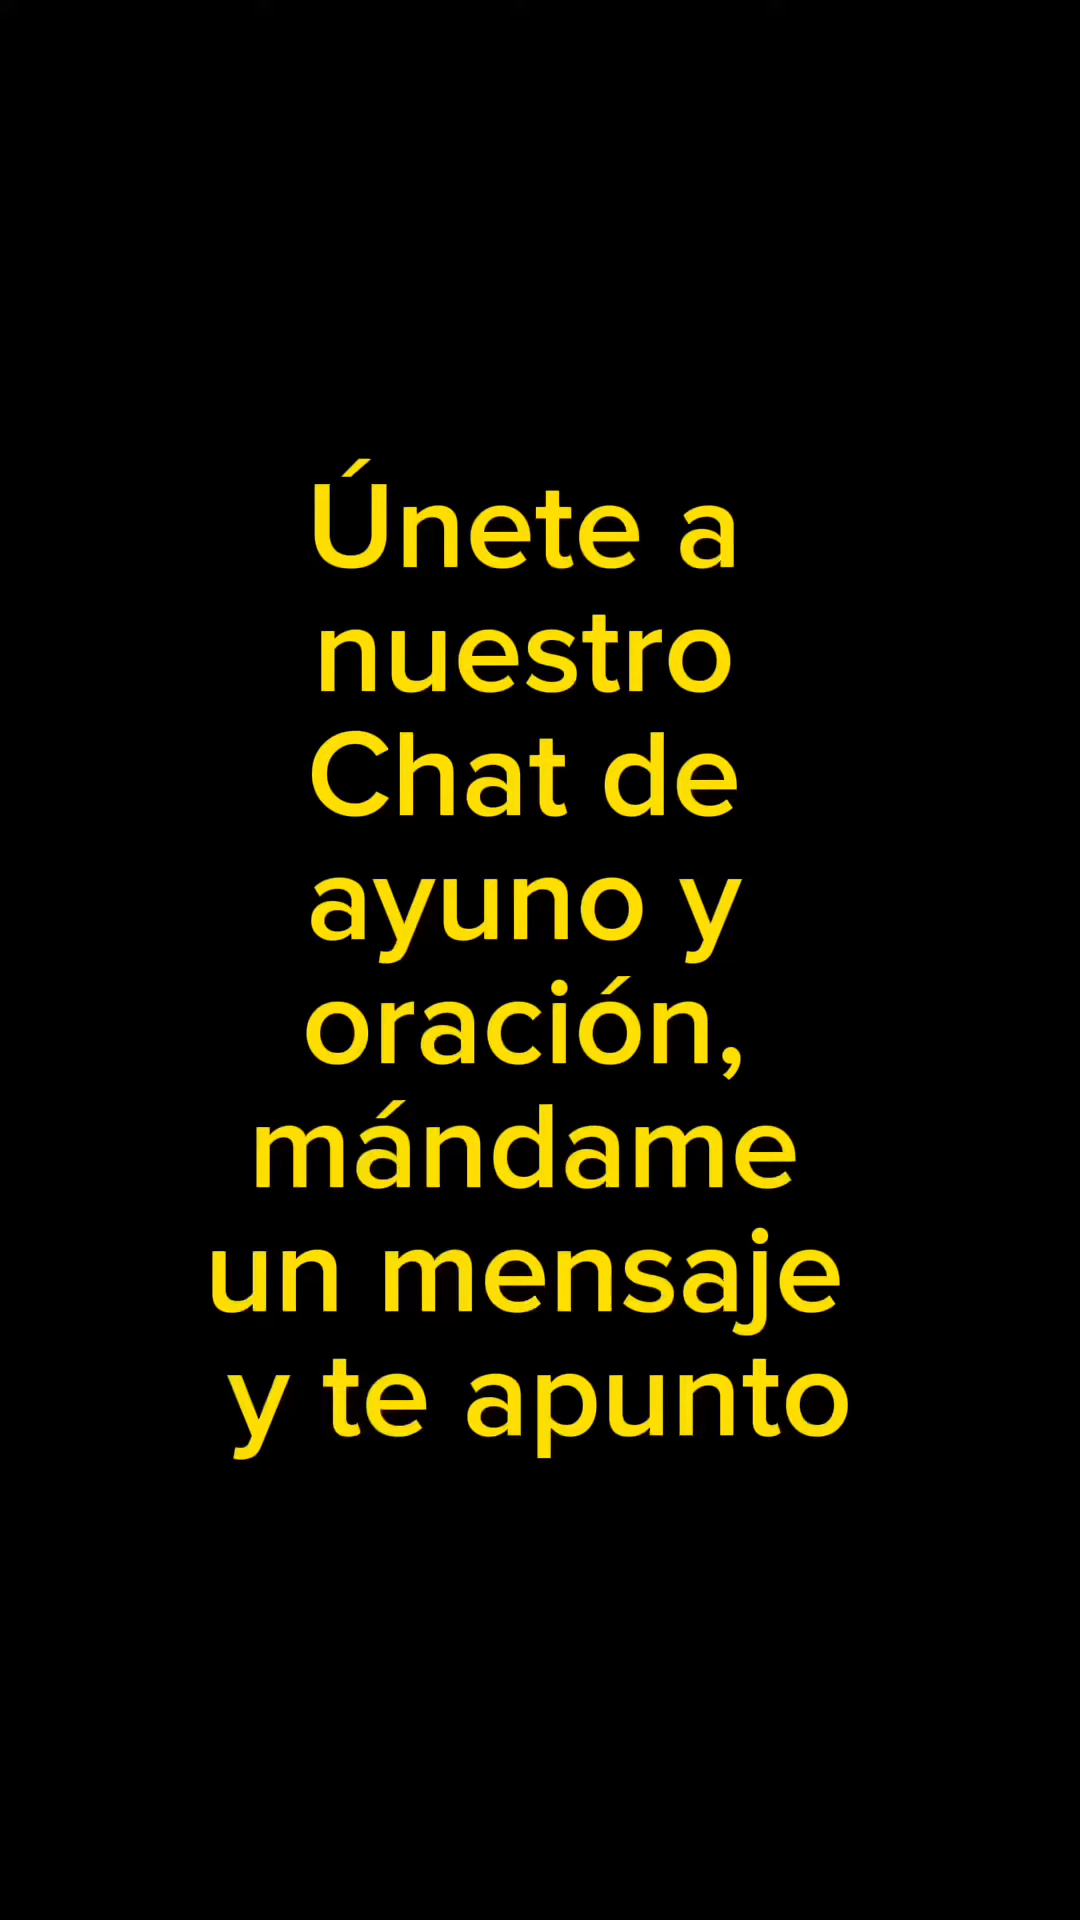 Únete a
nuestro
Chat de
ayuno y
oración,
mándame
un mensaje
y te apunto